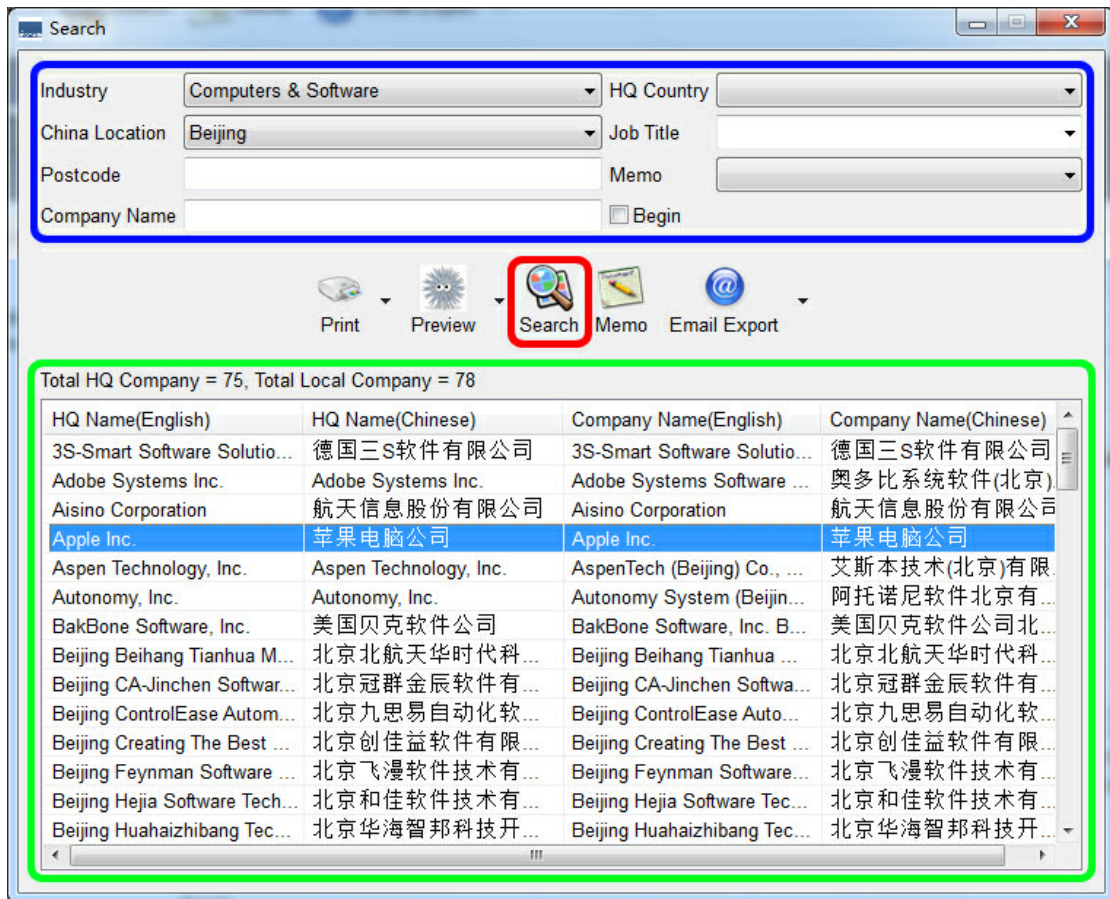 Search
Industry Computers & Software HQ Country
China Location Beijing Job Title
Postcode Memo
Company Name Begin
Print Preview Search Memo Email Export
Total HQ Company = 75, Total Local Company = 78
HQ Name(English) HQ Name(Chinese) Company Name(English) Company Name(Chinese)
3S-Smart Software Solutio... 德国三S软件有限公司 3S-Smart Software Solutio... 德国三S软件有限公司
Adobe Systems Inc. Adobe Systems Inc. Adobe Systems Software ... 奥多比系统软件(北京)
Aisino Corporation 航天信息股份有限公司 Aisino Corporation 航天信息股份有限公司
Apple Inc. 苹果电脑公司 Apple Inc. 苹果电脑公司
Aspen Technology, Inc. Aspen Technology, Inc. AspenTech (Beijing) Co., ... 艾斯本技术(北京)有限
Autonomy, Inc. Autonomy, Inc. Autonomy System (Beijin... 阿托诺尼软件北京有...
BakBone Software, Inc. 美国贝克软件公司 BakBone Software, Inc. B... 美国贝克软件公司北...
Beijing Beihang Tianhua M... 北京北航天华时代科... Beijing Beihang Tianhua ... 北京北航天华时代科...
Beijing CA-Jinchen Softwar... 北京冠群金辰软件有... Beijing CA-Jinchen Softwa... 北京冠群金辰软件有...
Beijing ControlEase Autom... 北京九思易自动化软... Beijing ControlEase Auto... 北京九思易自动化软...
Beijing Creating The Best ... 北京创佳益软件有限... Beijing Creating The Best ... 北京创佳益软件有限...
Beijing Feynman Software ... 北京飞漫软件技术有... Beijing Feynman Software... 北京飞漫软件技术有...
Beijing Hejia Software Tech... 北京和佳软件技术有... Beijing Hejia Software Tec... 北京和佳软件技术有...
Beijing Huahaizhibang Tec... 北京华海智邦科技开... Beijing Huahaizhibang Tec... 北京华海智邦科技开...